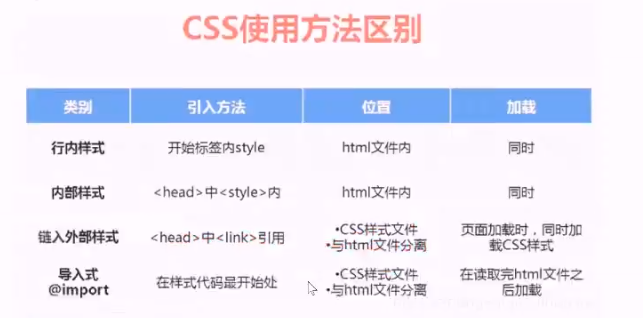 CSS使用方法区别
类别 引入方法 位置 加载
行内样式 开始标签内style html文件内 同时
内部样式 <head>中<style>内 html文件内 同时
链入外部样式 <head>中<link>引用 •CSS样式文件
•与html文件分离 页面加载时，同时加
载CSS样式
导入式
@import 在样式代码最开始处 •CSS样式文件
•与html文件分离 在读取完html文件之
后加载